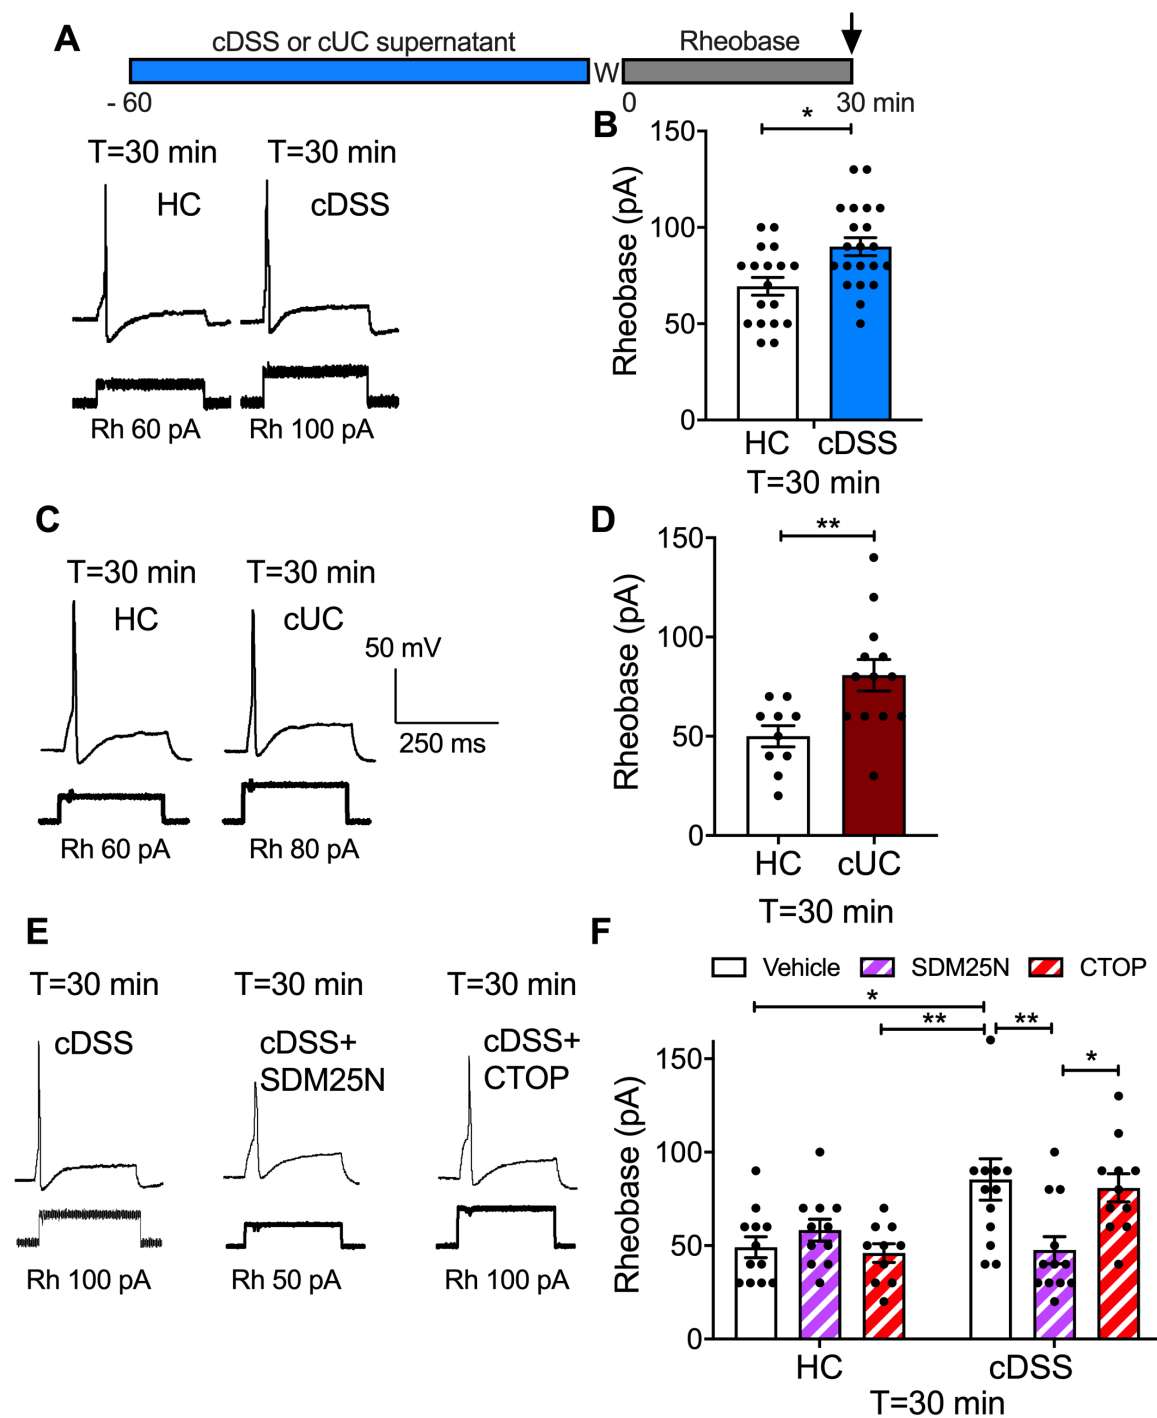 A
cDSS or cUC supernatant
Rheobase
W
- 60
0
30 min
T=30 min
T=30 min
HC
cDSS
Rh 60 pA
Rh 100 pA
B
*
150
100
50
0
Rheobase (pA)
HC
cDSS
T=30 min
C
T=30 min
T=30 min
HC
cUC
50 mV
250 ms
Rh 60 pA
Rh 80 pA
D
**
150
100
50
0
Rheobase (pA)
HC
cUC
T=30 min
E
T=30 min
T=30 min
T=30 min
cDSS
cDSS+
SDM25N
cDSS+
CTOP
Rh 100 pA
Rh 50 pA
Rh 100 pA
F
Vehicle
SDM25N
CTOP
*
**
**
*
150
100
50
0
Rheobase (pA)
HC
cDSS
T=30 min